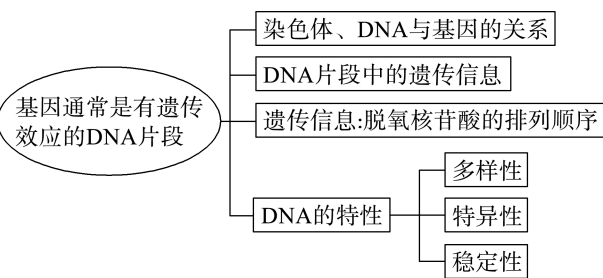 基因通常是有遗传
效应的DNA片段
染色体、DNA与基因的关系
DNA片段中的遗传信息
遗传信息:脱氧核苷酸的排列顺序
DNA的特性
多样性
特异性
稳定性